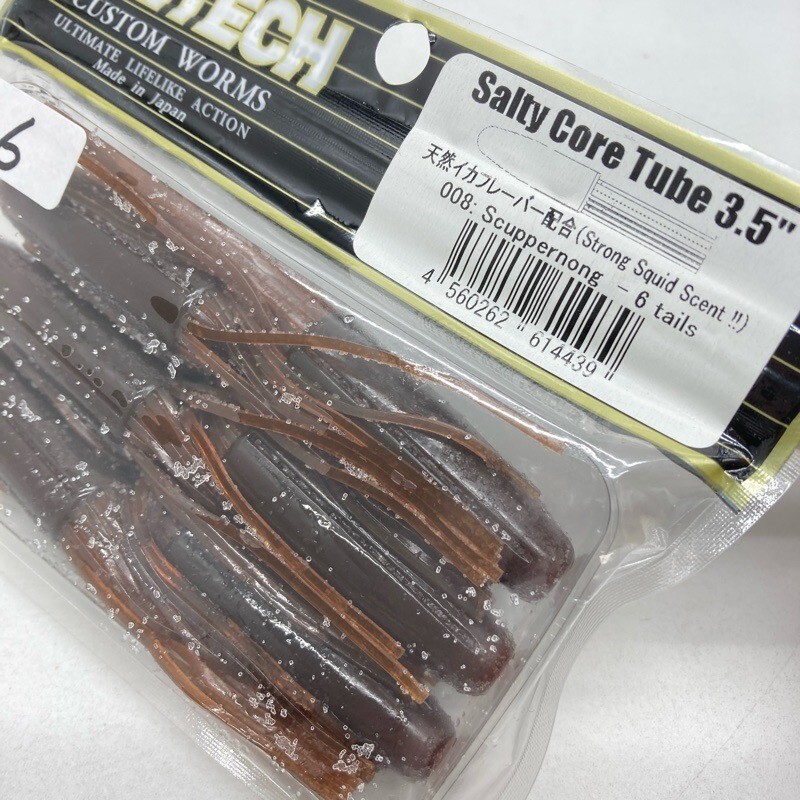 TECH
CUSTOM WORMS
ULTIMATE LIFELIKE ACTION
Made in Japan
6
Salty Core Tube 3.5"
天然イカフレーバー配合(Strong Squid Scent !!)
008: Scuppernong - 6 tails
4 560262 614439